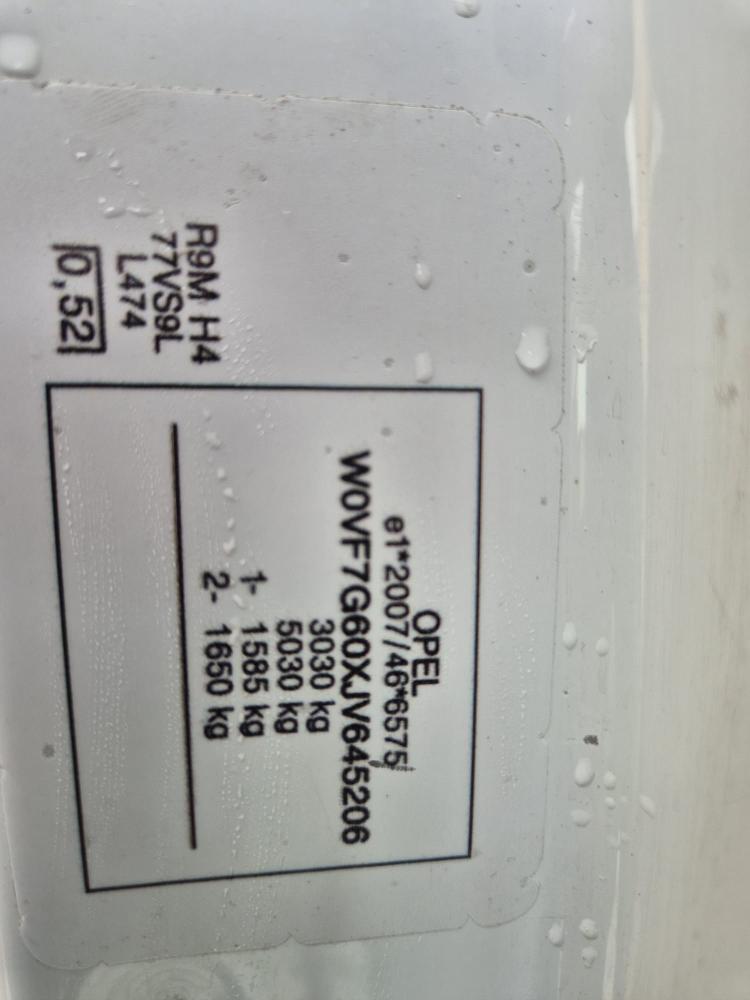 OPEL
e1*2007/46*6575
W0VF7G60XJV645206
3030 kg
5030 kg
1- 1585 kg
2- 1650 kg
R9M H4
77VS9L
L474
0,52